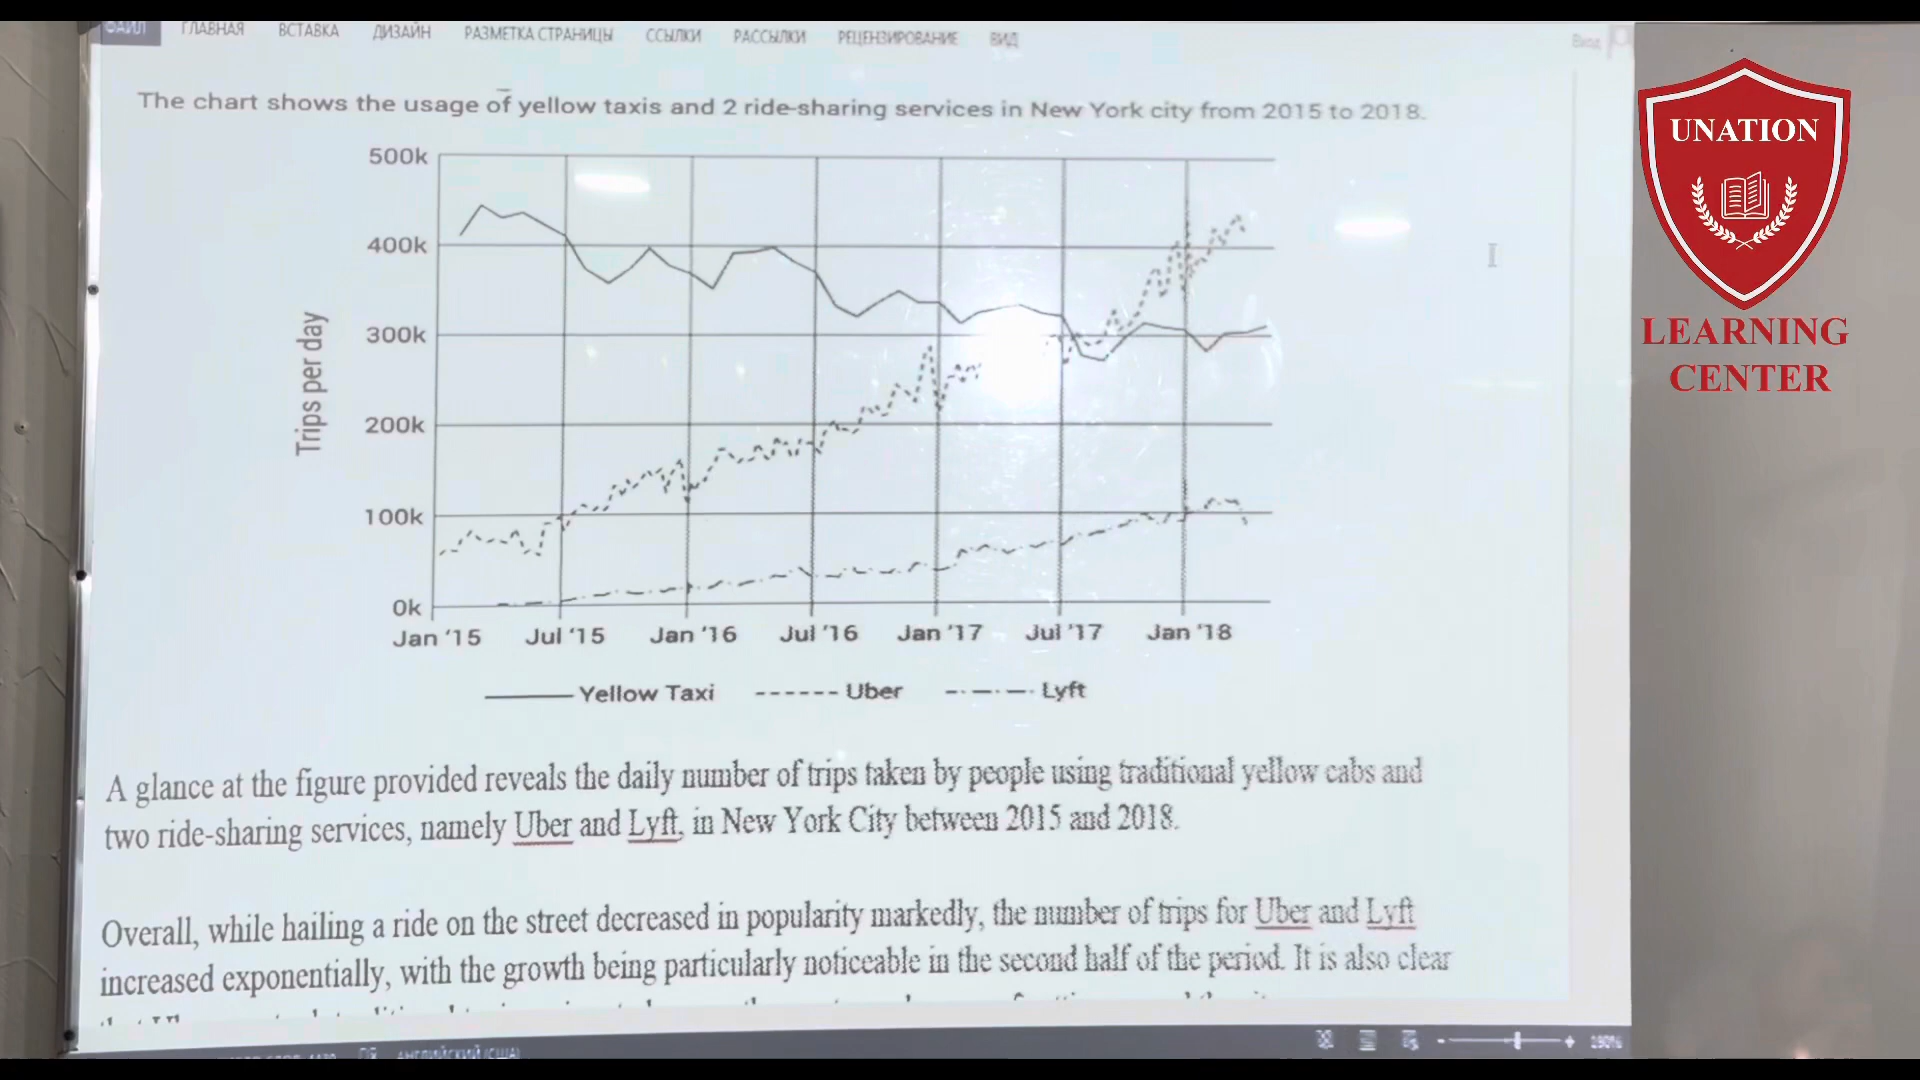 ФАЙЛ ГЛАВНАЯ ВСТАВКА ДИЗАЙН РАЗМЕТКА СТРАНИЦЫ ССЫЛКИ РАССЫЛКИ РЕЦЕНЗИРОВАНИЕ ВИД Вход
The chart shows the usage of yellow taxis and 2 ride-sharing services in New York city from 2015 to 2018.
500k
400k
300k
200k
100k
0k
Trips per day
Jan '15 Jul '15 Jan '16 Jul '16 Jan '17 Jul '17 Jan '18
Yellow Taxi Uber Lyft
A glance at the figure provided reveals the daily number of trips taken by people using traditional yellow cabs and
two ride-sharing services, namely Uber and Lyft, in New York City between 2015 and 2018.
Overall, while hailing a ride on the street decreased in popularity markedly, the number of trips for Uber and Lyft
increased exponentially, with the growth being particularly noticeable in the second half of the period. It is also clear
АНГЛИЙСКИЙ (США)
190%
UNATION
LEARNING
CENTER